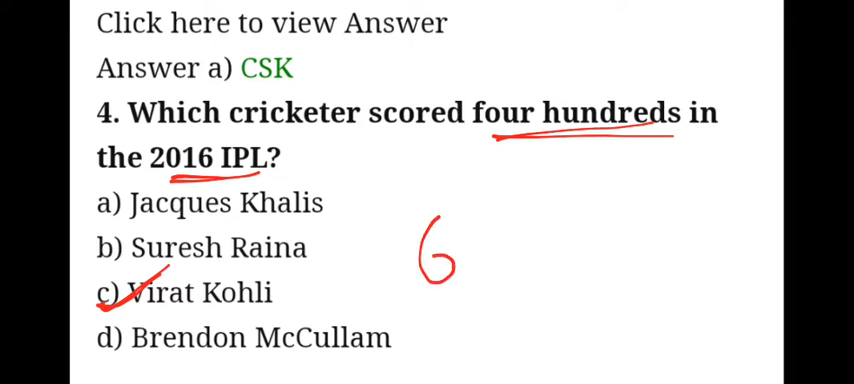 Click here to view Answer
Answer a) CSK
4. Which cricketer scored four hundreds in
the 2016 IPL?
a) Jacques Khalis
b) Suresh Raina
6
c) Virat Kohli
d) Brendon McCullam